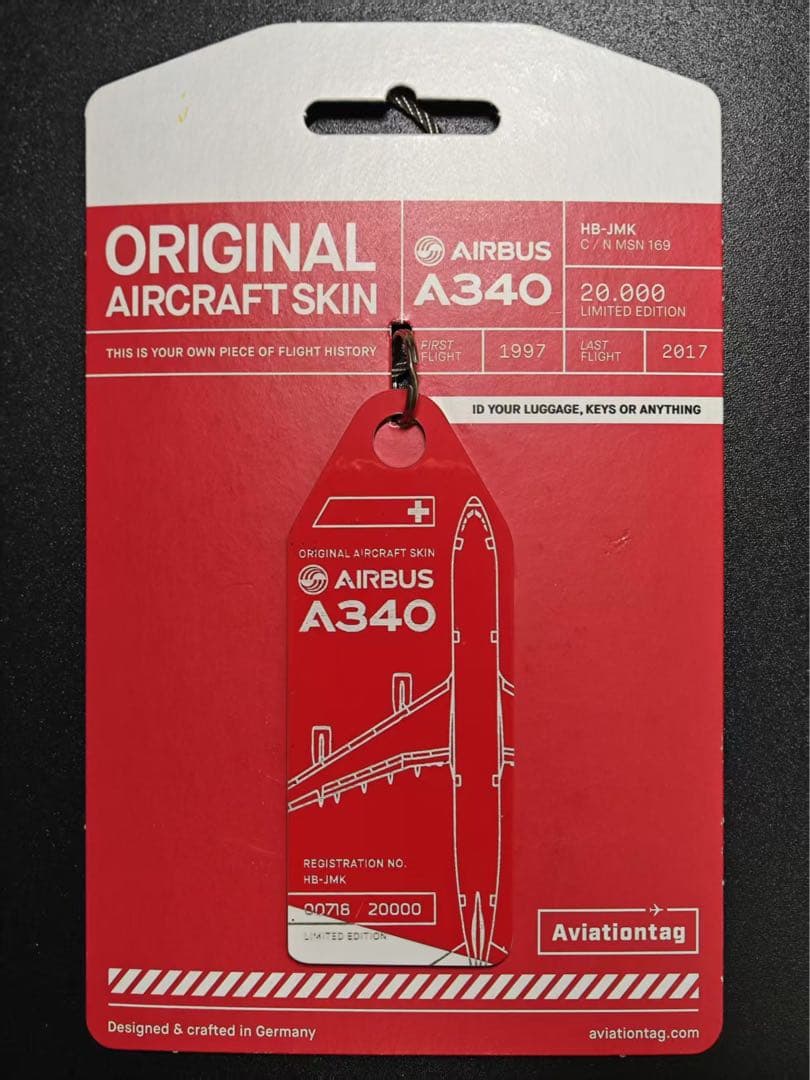 ORIGINAL
AIRCRAFT SKIN
AIRBUS
A340
HB-JMK
C / N MSN 169
20.000
LIMITED EDITION
THIS IS YOUR OWN PIECE OF FLIGHT HISTORY
FIRST
FLIGHT
1997
LAST
FLIGHT
2017
ID YOUR LUGGAGE, KEYS OR ANYTHING
ORIGINAL AIRCRAFT SKIN
AIRBUS
A340
REGISTRATION NO.
HB-JMK
00718 / 20000
LIMITED EDITION
Aviationtag
Designed & crafted in Germany
aviationtag.com